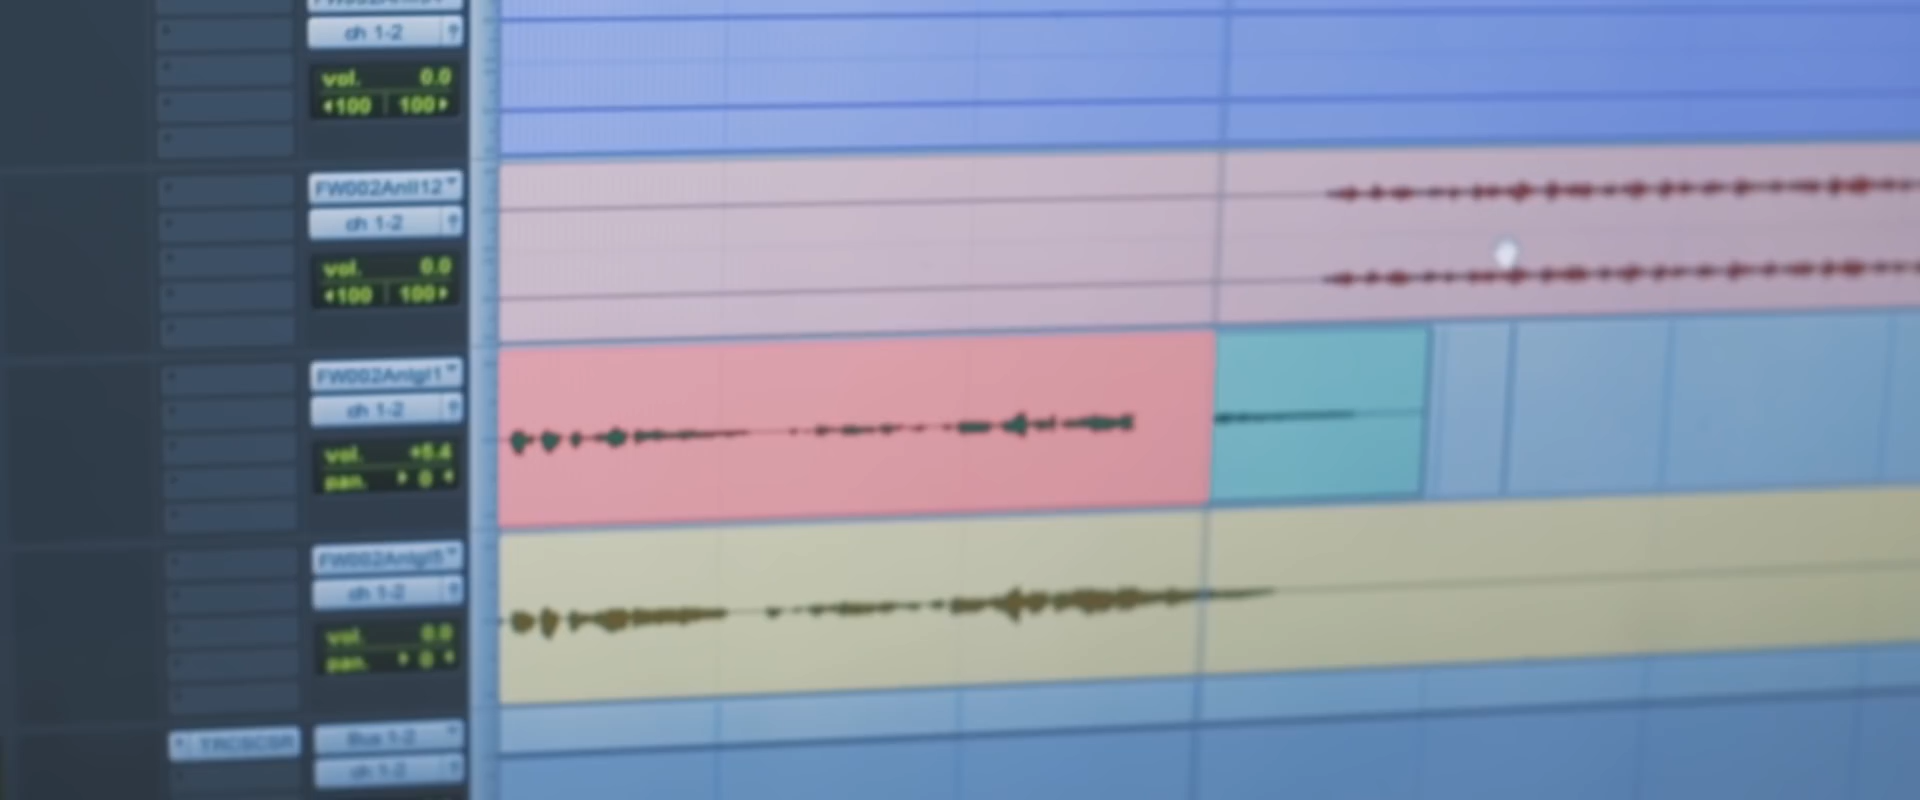 ch 1-2
vol. 0.0
100 100
FW002AnII12
ch 1-2
vol. 0.0
100 100
FW002AnIgI1
ch 1-2
vol. +5.4
pan. 0
FW002AnIgI5
ch 1-2
vol. 0.0
pan. 0
Bus 1-2
ch 1-2